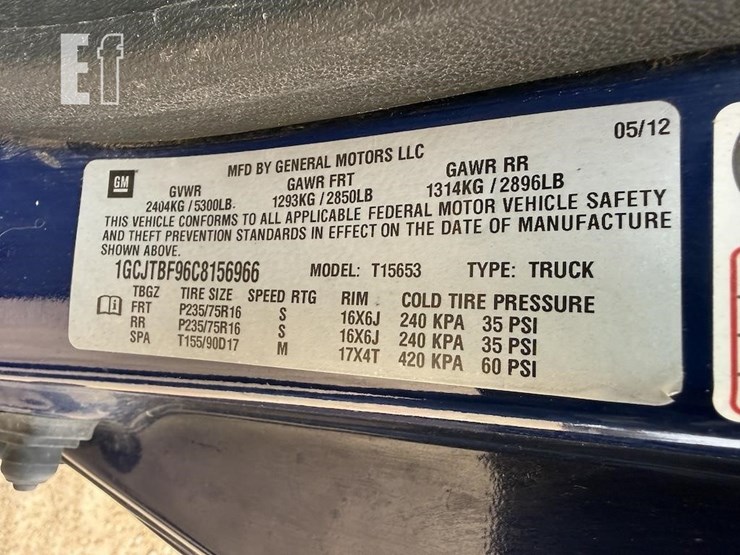 Ef
05/12
MFD BY GENERAL MOTORS LLC
GM
GVWR GAWR FRT GAWR RR
2404KG / 5300LB. 1293KG / 2850LB 1314KG / 2896LB
THIS VEHICLE CONFORMS TO ALL APPLICABLE FEDERAL MOTOR VEHICLE SAFETY
AND THEFT PREVENTION STANDARDS IN EFFECT ON THE DATE OF MANUFACTURE
SHOWN ABOVE.
1GCJTBF96C8156966 MODEL: T15653 TYPE: TRUCK
TBGZ TIRE SIZE SPEED RTG RIM COLD TIRE PRESSURE
FRT P235/75R16 S 16X6J 240 KPA 35 PSI
RR P235/75R16 S 16X6J 240 KPA 35 PSI
SPA T155/90D17 M 17X4T 420 KPA 60 PSI